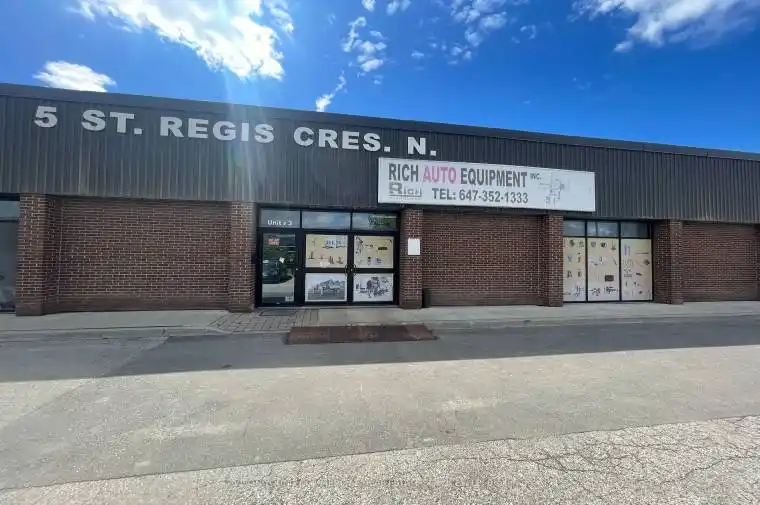 5 ST. REGIS CRES. N.
RICH AUTO EQUIPMENT INC.
RICH
TEL: 647-352-1333
Unit # 3